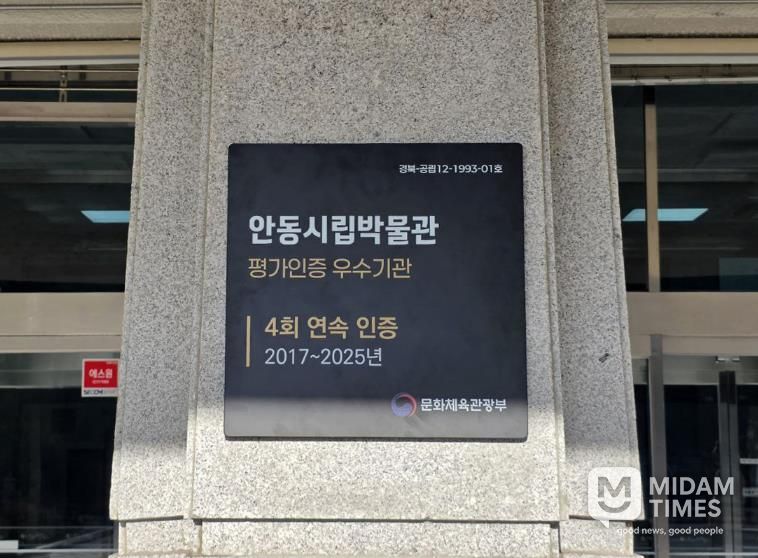 경북-공립12-1993-01호
안동시립박물관
평가인증 우수기관
4회 연속 인증
2017~2025년
문화체육관광부
에스원
MIDAM
TIMES
good news, good people